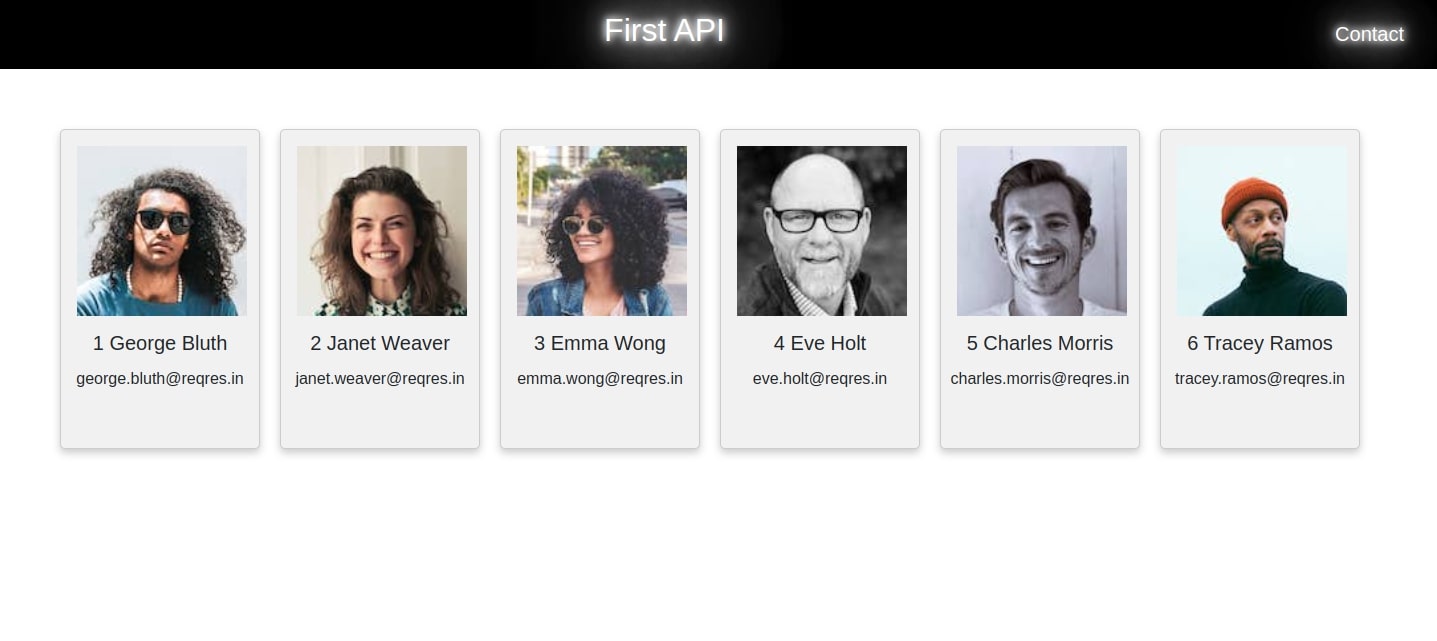 First API
Contact
1 George Bluth
george.bluth@reqres.in
2 Janet Weaver
janet.weaver@reqres.in
3 Emma Wong
emma.wong@reqres.in
4 Eve Holt
eve.holt@reqres.in
5 Charles Morris
charles.morris@reqres.in
6 Tracey Ramos
tracey.ramos@reqres.in